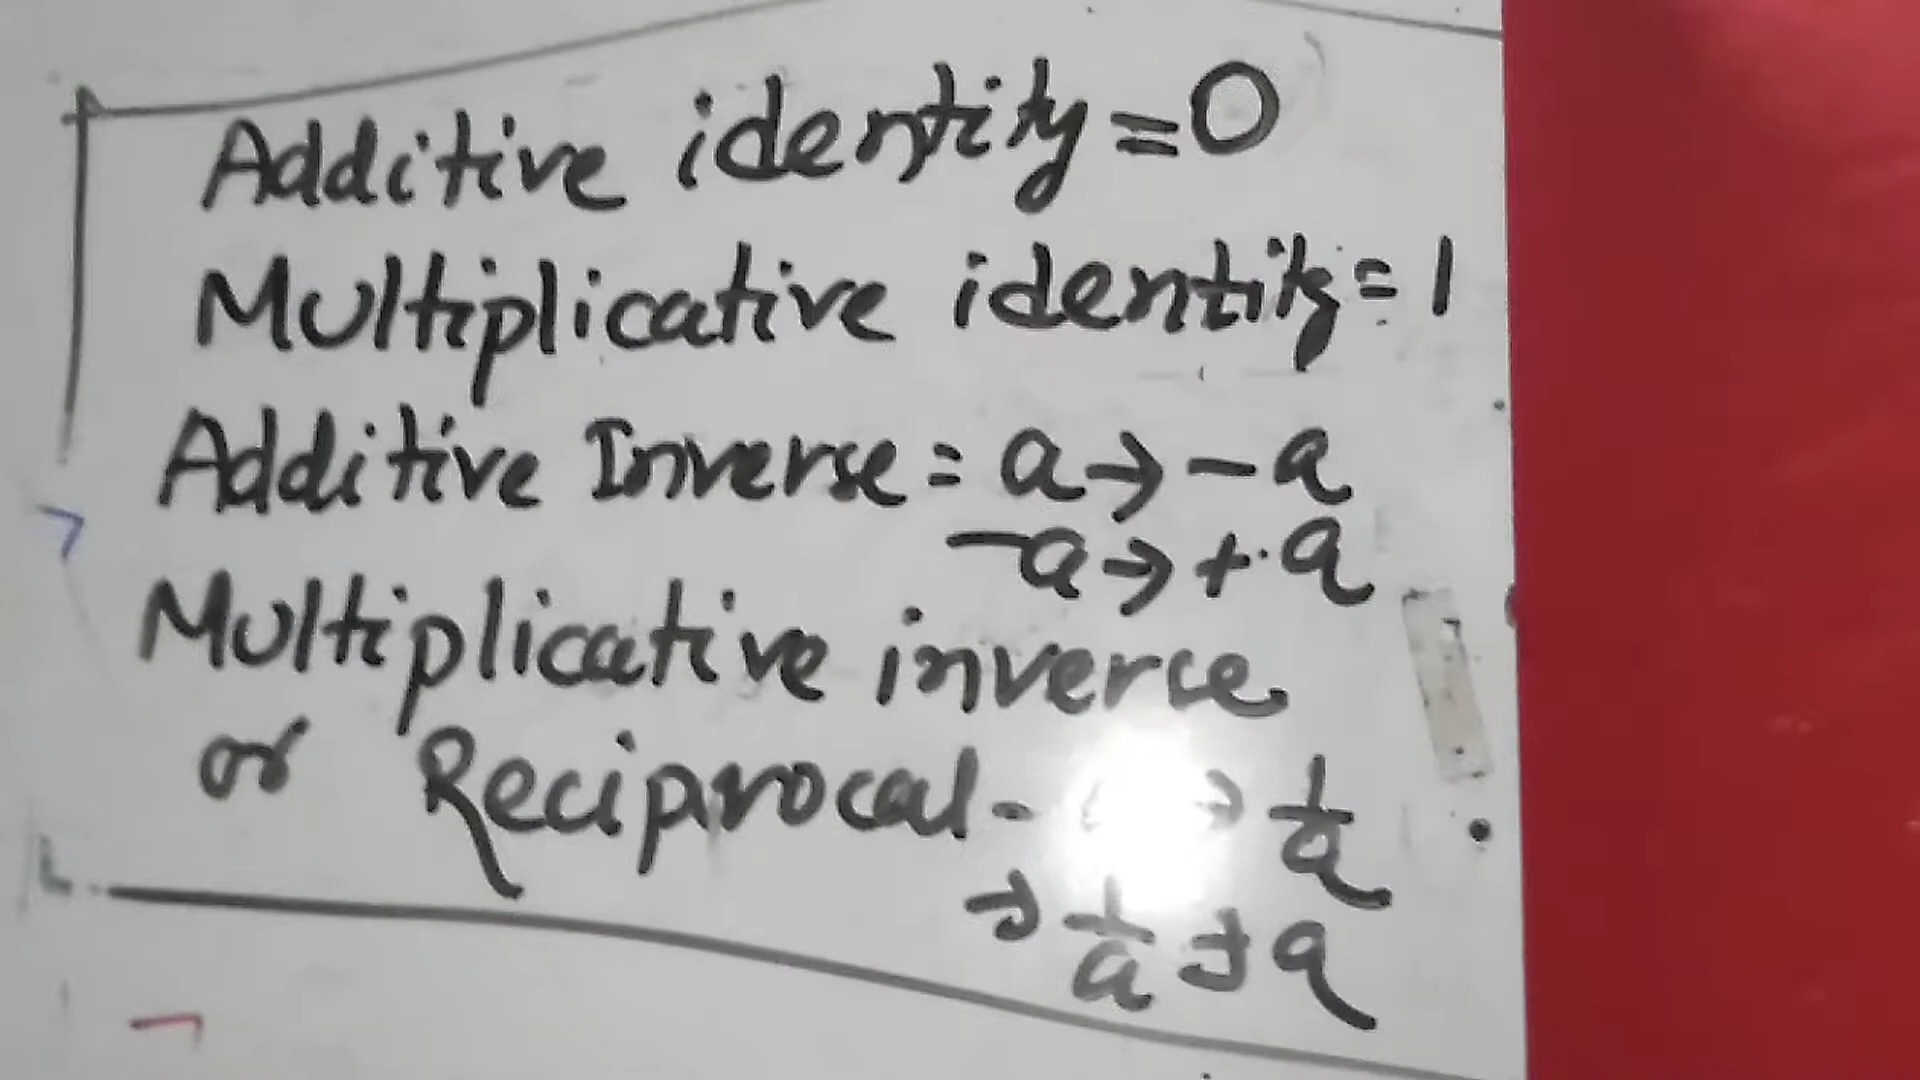 Additive identity = 0
Multiplicative identity = 1
Additive Inverse = a → - a
-a → + a
Multiplicative inverse
or Reciprocal - → 1/a
→ 1/a → a